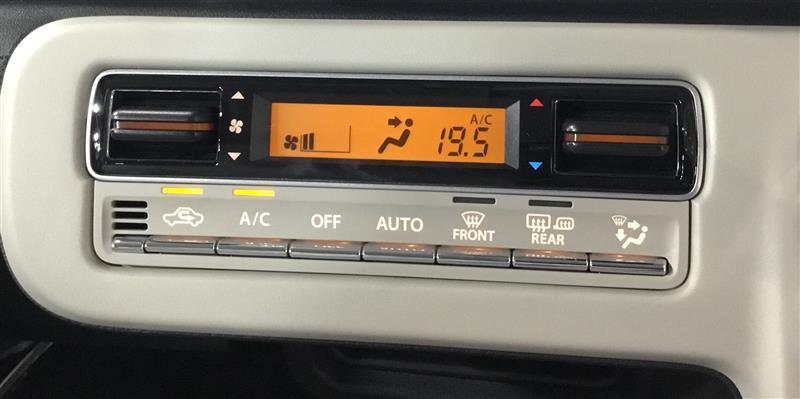 A/C
19.5
A/C
OFF
AUTO
FRONT
REAR